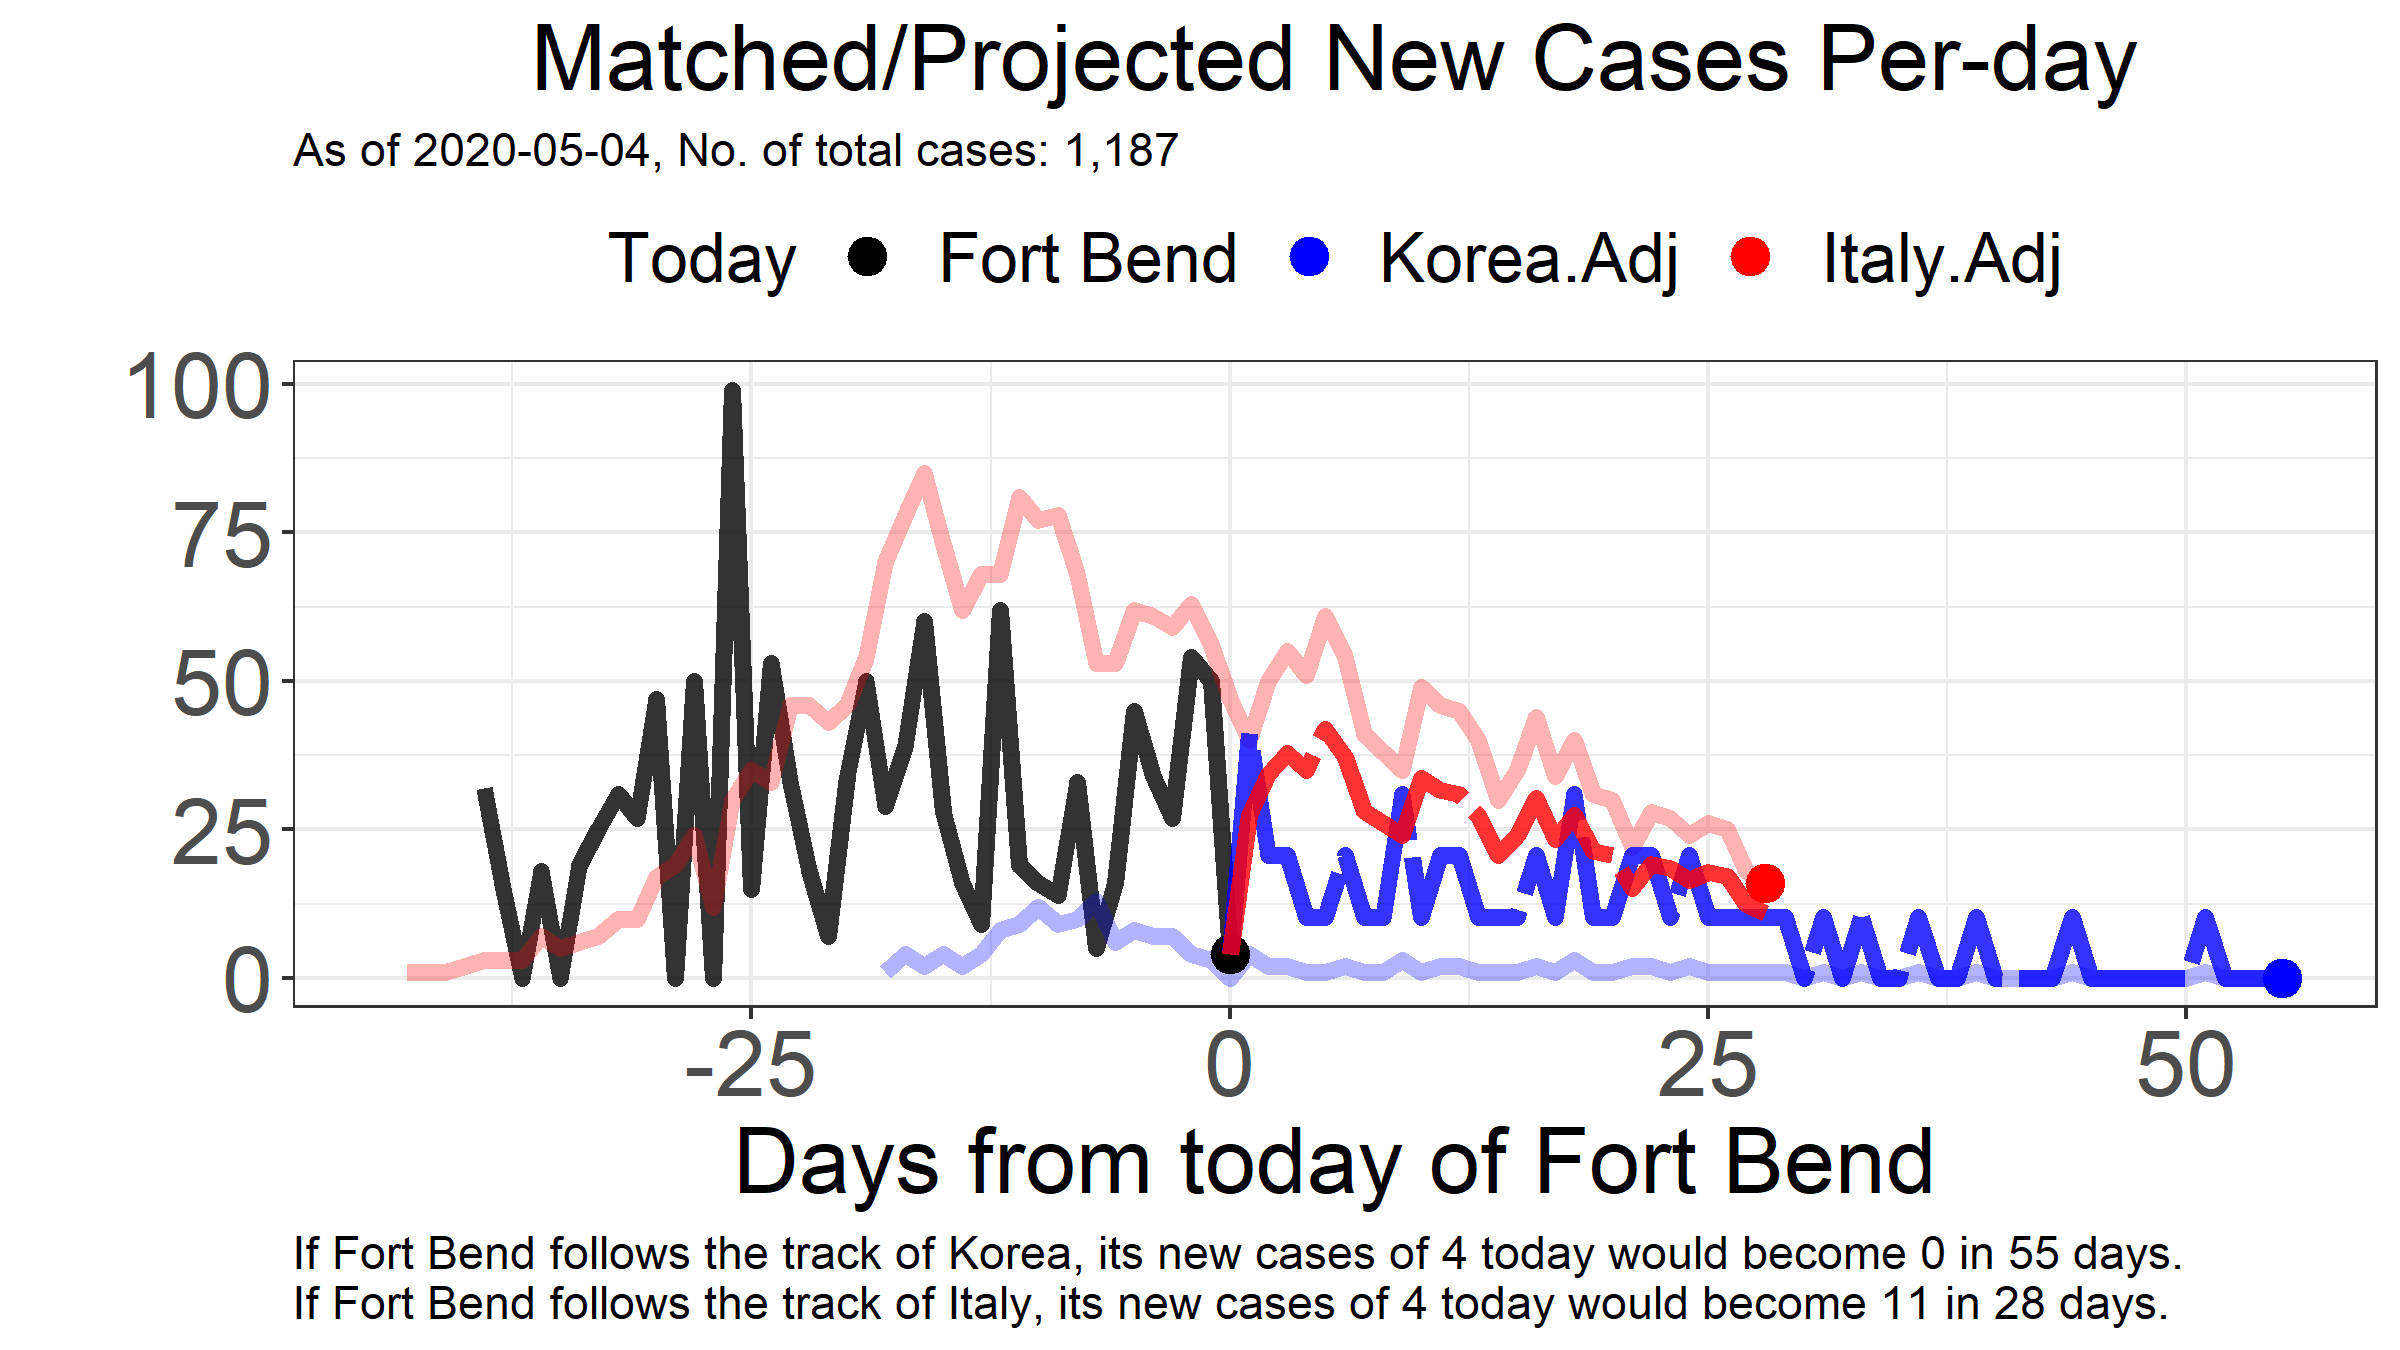 Matched/Projected New Cases Per-day
As of 2020-05-04, No. of total cases: 1,187
Today Fort Bend Korea.Adj Italy.Adj
100
75
50
25
0
-25 0 25 50
Days from today of Fort Bend
If Fort Bend follows the track of Korea, its new cases of 4 today would become 0 in 55 days.
If Fort Bend follows the track of Italy, its new cases of 4 today would become 11 in 28 days.